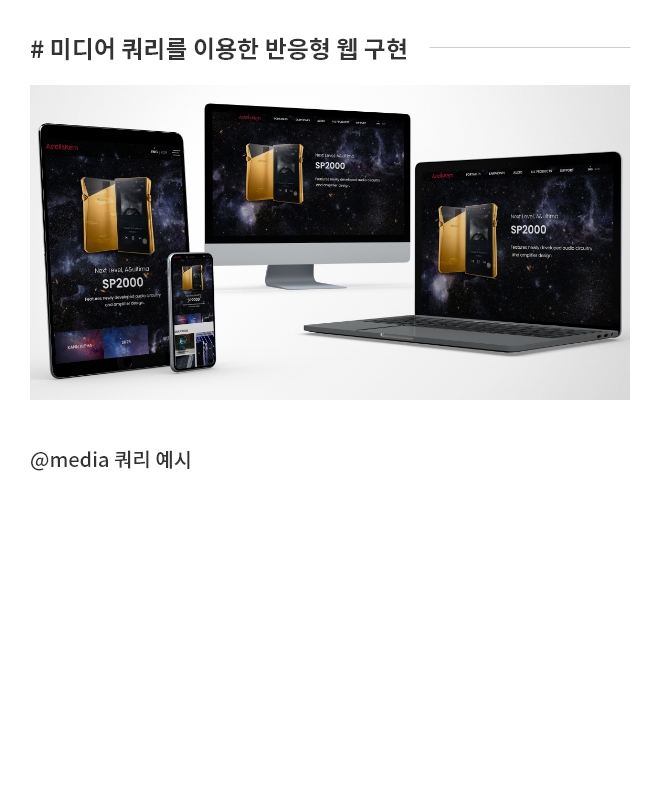 # 미디어 쿼리를 이용한 반응형 웹 구현
Astell&Kern
Next Level, A&ultima
SP2000
Features newly developed audio circuitry
and amplifier design.
Next Level, A&ultima
SP2000
Features newly developed audio circuitry
and amplifier design.
SUPPORT
Next Level, A&ultima
SP2000
Features newly developed audio circuitry
and amplifier design.
SP2000
@media 쿼리 예시